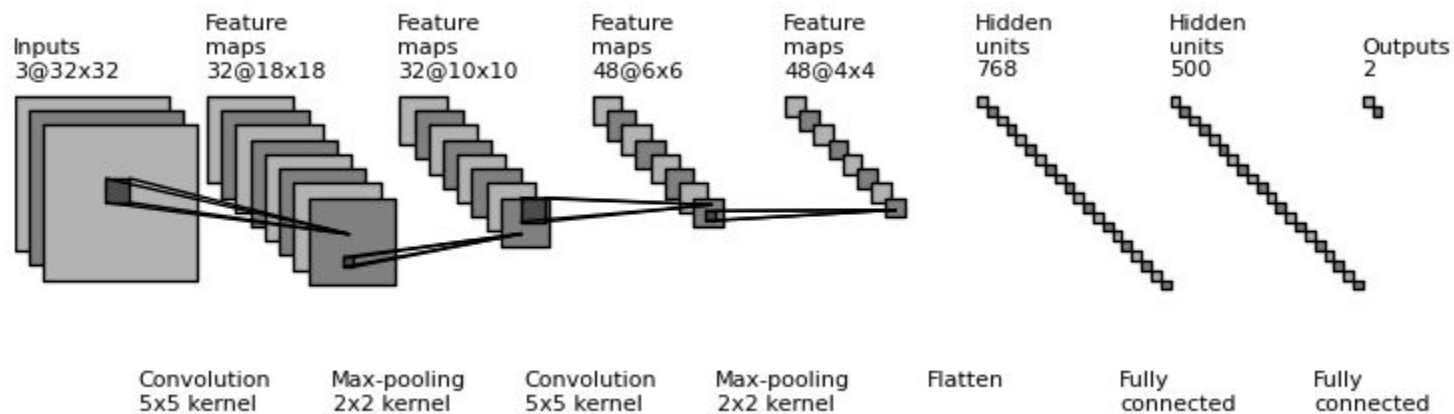 Inputs
3@32x32
Feature
maps
32@18x18
Feature
maps
32@10x10
Feature
maps
48@6x6
Feature
maps
48@4x4
Hidden
units
768
Hidden
units
500
Outputs
2
Convolution
5x5 kernel
Max-pooling
2x2 kernel
Convolution
5x5 kernel
Max-pooling
2x2 kernel
Flatten
Fully
connected
Fully
connected